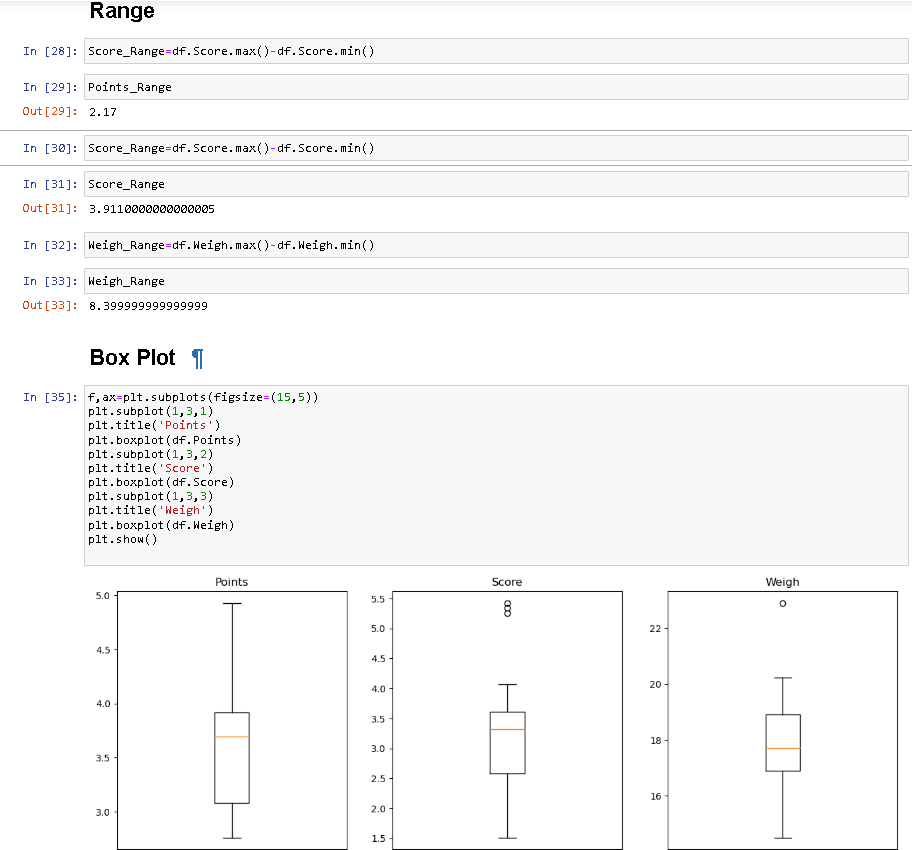 Range
In [28]: Score_Range=df.Score.max()-df.Score.min()
In [29]: Points_Range
Out[29]: 2.17
In [30]: Score_Range=df.Score.max()-df.Score.min()
In [31]: Score_Range
Out[31]: 3.9110000000000005
In [32]: Weigh_Range=df.Weigh.max()-df.Weigh.min()
In [33]: Weigh_Range
Out[33]: 8.399999999999999
Box Plot ¶
In [35]: f,ax=plt.subplots(figsize=(15,5))
plt.subplot(1,3,1)
plt.title('Points')
plt.boxplot(df.Points)
plt.subplot(1,3,2)
plt.title('Score')
plt.boxplot(df.Score)
plt.subplot(1,3,3)
plt.title('Weigh')
plt.boxplot(df.Weigh)
plt.show()
Points
5.0
4.5
4.0
3.5
3.0
Score
5.5
5.0
4.5
4.0
3.5
3.0
2.5
2.0
1.5
Weigh
22
20
18
16